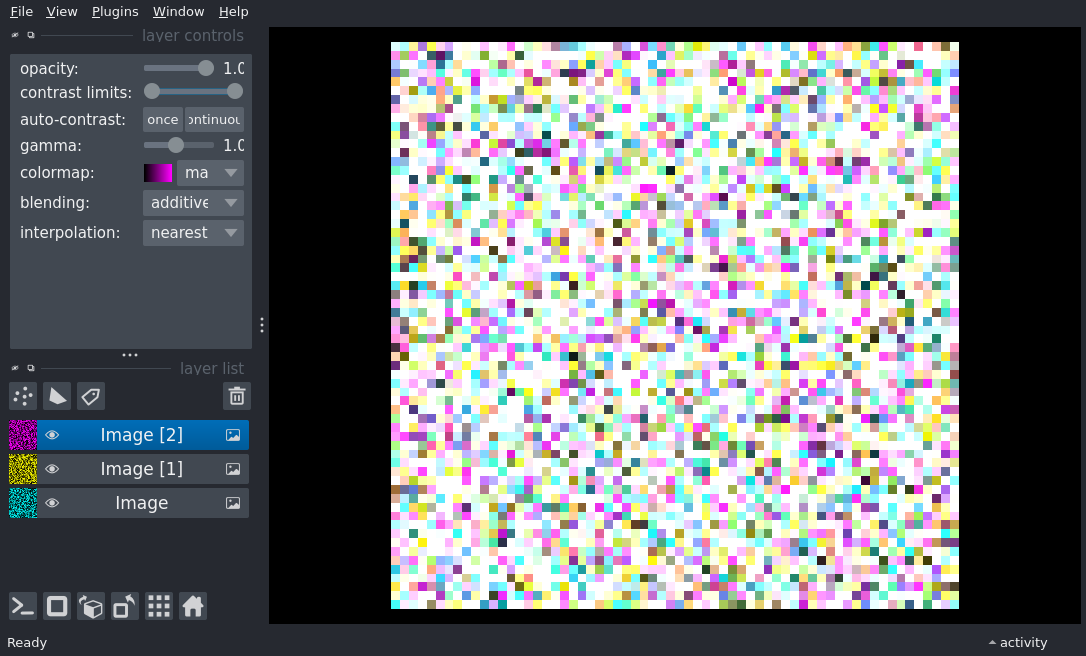 File View Plugins Window Help
layer controls
opacity: 1.0
contrast limits:
auto-contrast: once ontinuou
gamma: 1.0
colormap: ma
blending: additive
interpolation: nearest
layer list
Image [2]
Image [1]
Image
Ready activity